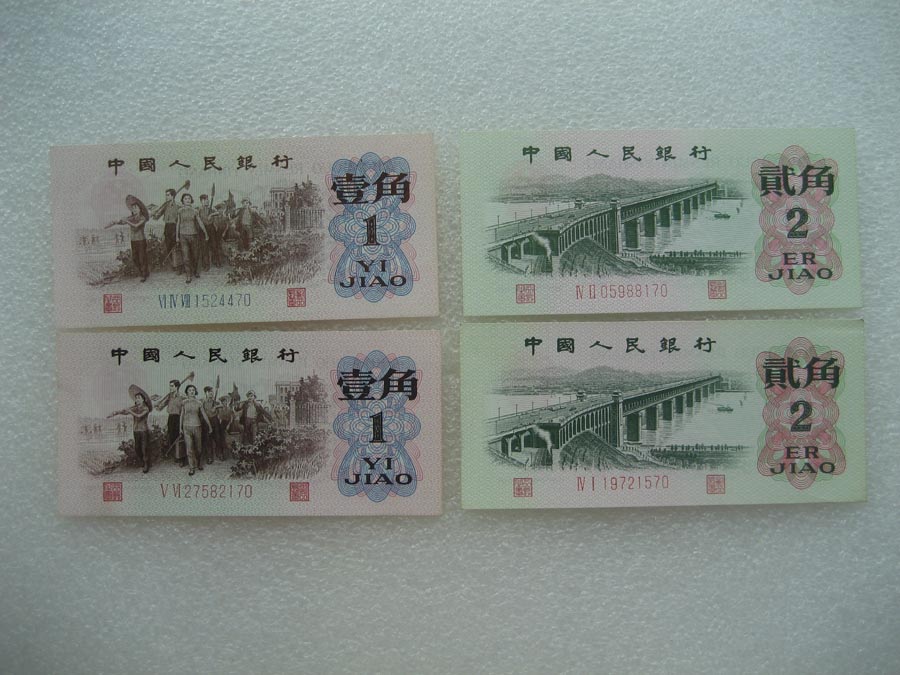 中國人民銀行
壹角
1
YI
JIAO
VI IV VIII 1524470
中國人民銀行
貳角
2
ER
JIAO
IV II 05988170
中國人民銀行
壹角
1
YI
JIAO
V VI 27582170
中國人民銀行
貳角
2
ER
JIAO
IV I 19721570